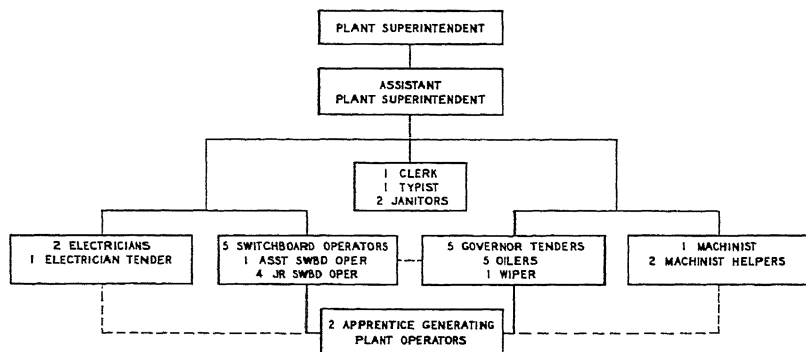 PLANT SUPERINTENDENT
ASSISTANT
PLANT SUPERINTENDENT
1 CLERK
1 TYPIST
2 JANITORS
2 ELECTRICIANS
1 ELECTRICIAN TENDER
5 SWITCHBOARD OPERATORS
1 ASST SWBD OPER
4 JR SWBD OPER
5 GOVERNOR TENDERS
5 OILERS
1 WIPER
1 MACHINIST
2 MACHINIST HELPERS
2 APPRENTICE GENERATING
PLANT OPERATORS